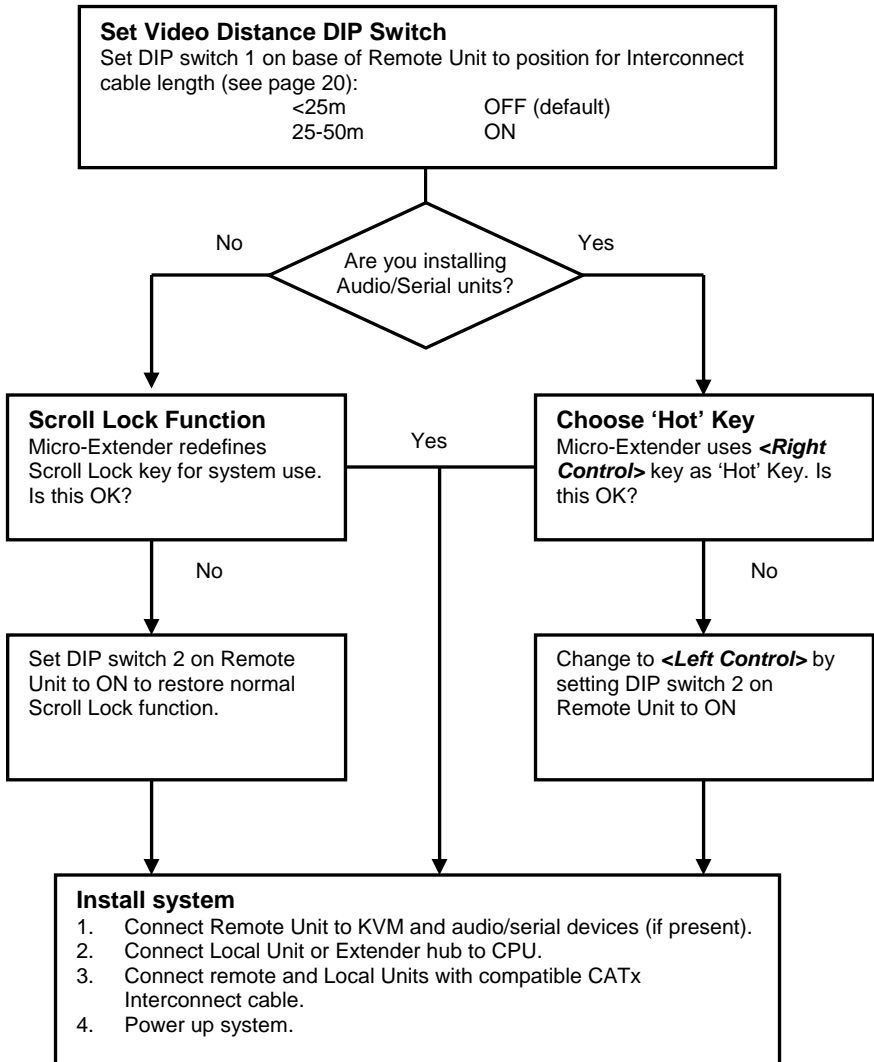 Set Video Distance DIP Switch
Set DIP switch 1 on base of Remote Unit to position for Interconnect
cable length (see page 20):
<25m OFF (default)
25-50m ON
No
Yes
Are you installing
Audio/Serial units?
Scroll Lock Function
Micro-Extender redefines
Scroll Lock key for system use.
Is this OK?
Yes
Choose ‘Hot’ Key
Micro-Extender uses <Right
Control> key as ‘Hot’ Key. Is
this OK?
No
No
Set DIP switch 2 on Remote
Unit to ON to restore normal
Scroll Lock function.
Change to <Left Control> by
setting DIP switch 2 on
Remote Unit to ON
Install system
1. Connect Remote Unit to KVM and audio/serial devices (if present).
2. Connect Local Unit or Extender hub to CPU.
3. Connect remote and Local Units with compatible CATx
Interconnect cable.
4. Power up system.